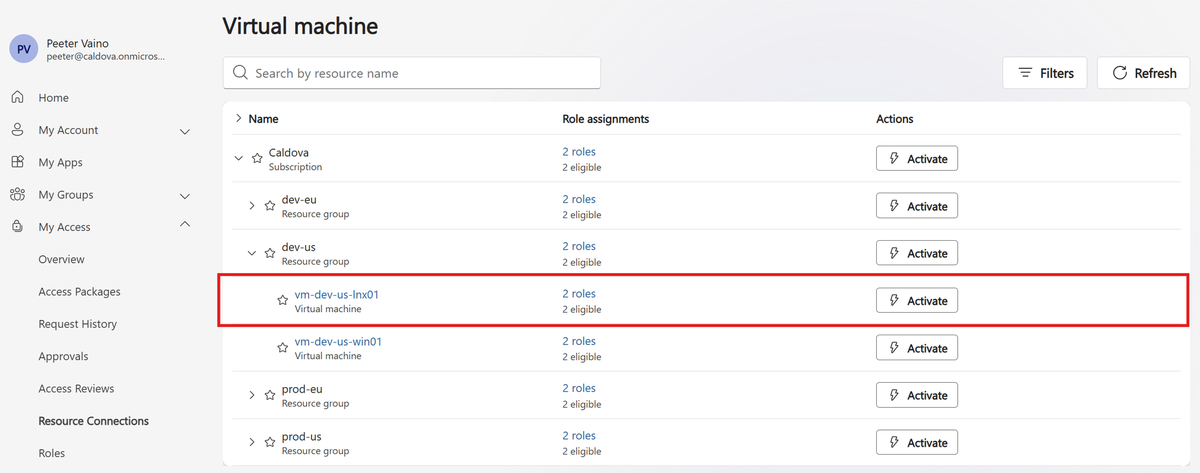 Virtual machine
PV
Peeter Vaino
peeter@caldova.onmicros...
Home
My Account
My Apps
My Groups
My Access
Overview
Access Packages
Request History
Approvals
Access Reviews
Resource Connections
Roles
Search by resource name
Filters
Refresh
Name Role assignments Actions
Caldova 2 roles
Subscription 2 eligible
Activate
dev-eu 2 roles
Resource group 2 eligible
Activate
dev-us 2 roles
Resource group 2 eligible
Activate
vm-dev-us-lnx01 2 roles
Virtual machine 2 eligible
Activate
vm-dev-us-win01 2 roles
Virtual machine 2 eligible
Activate
prod-eu 2 roles
Resource group 2 eligible
Activate
prod-us 2 roles
Resource group 2 eligible
Activate